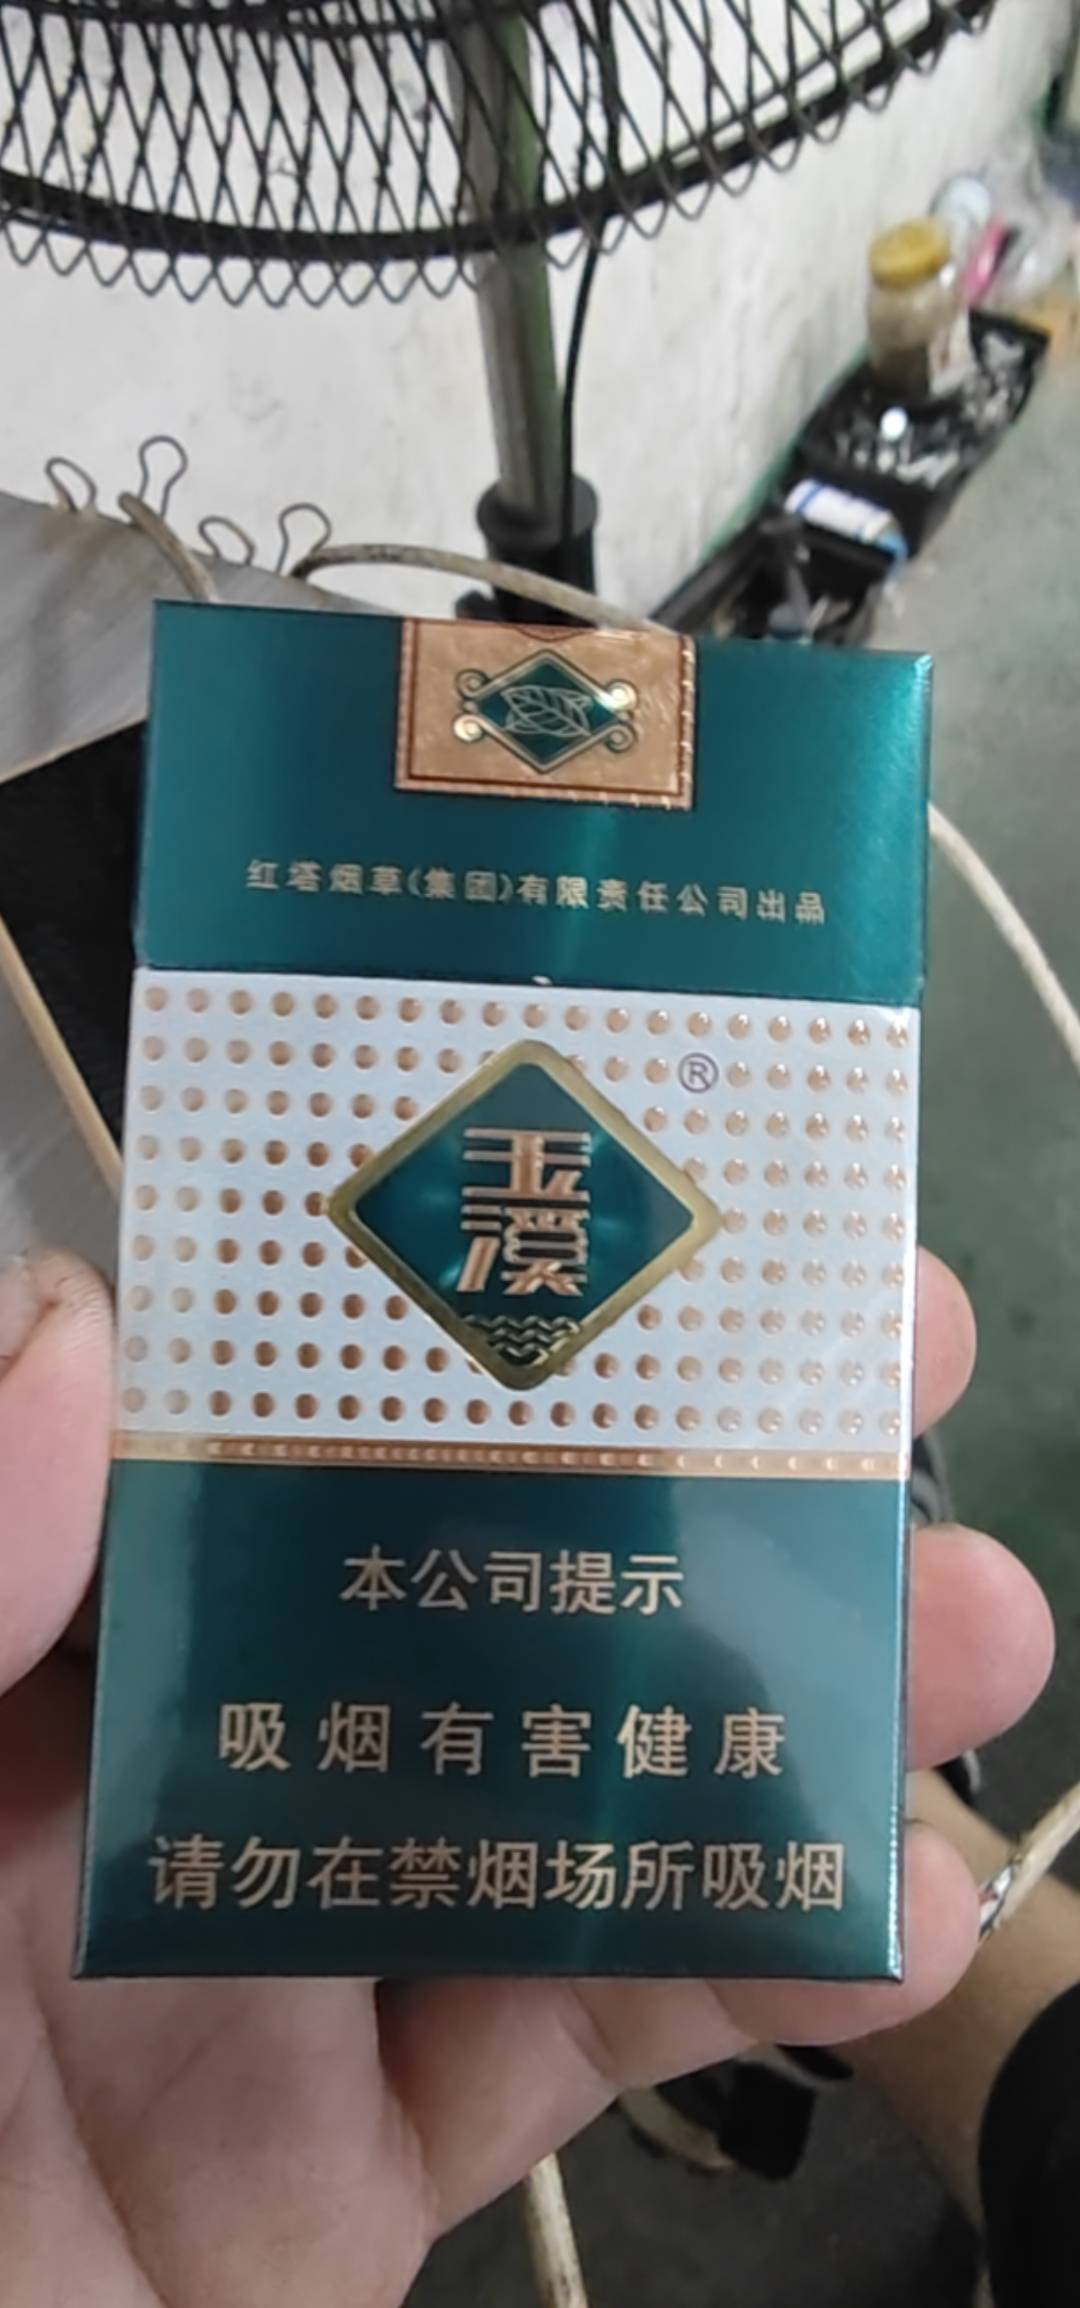 红塔烟草(集团)有限责任公司出品
®
玉
溪
本公司提示
吸烟有害健康
请勿在禁烟场所吸烟